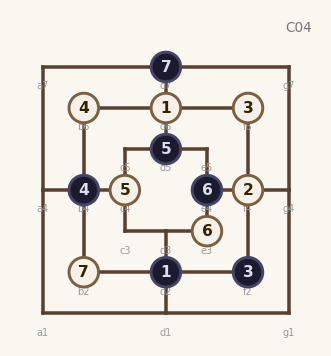 C04
7
a7 d7 g7
4 1 3
b6 d6 f6
5
c5 d5 e5
4 5 6 2
a4 b4 c4 e4 f4 g4
6
c3 d3 e3
7 1 3
b2 d2 f2
a1 d1 g1